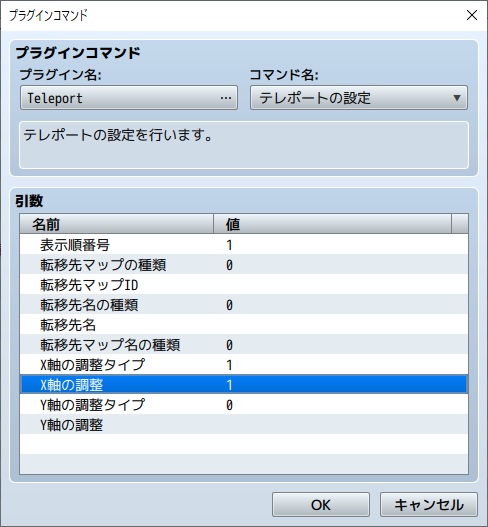 プラグインコマンド
プラグインコマンド
プラグイン名: コマンド名:
Teleport ... テレポートの設定
テレポートの設定を行います。
引数
名前 値
表示順番号 1
転移先マップの種類 0
転移先マップID
転移先名の種類 0
転移先名
転移先マップ名の種類 0
X軸の調整タイプ 1
X軸の調整 1
Y軸の調整タイプ 0
Y軸の調整
OK キャンセル